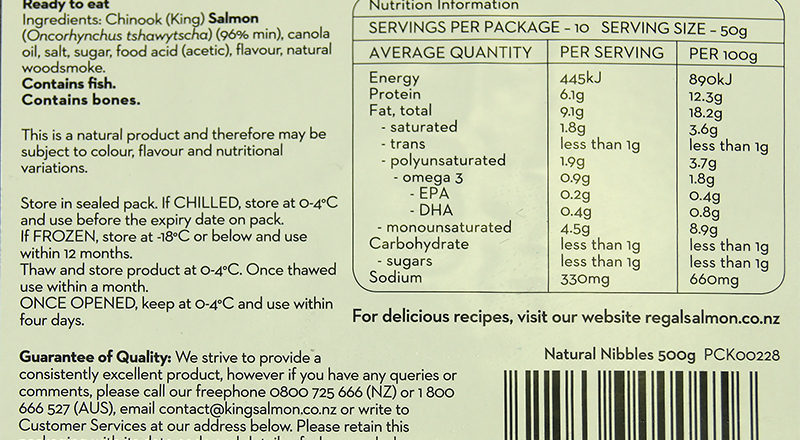 Ready to eat
Ingredients: Chinook (King) Salmon
(Oncorhynchus tshawytscha) (96% min), canola
oil, salt, sugar, food acid (acetic), flavour, natural
woodsmoke.
Contains fish.
Contains bones.
This is a natural product and therefore may be
subject to colour, flavour and nutritional
variations.
Store in sealed pack. If CHILLED, store at 0-4°C
and use before the expiry date on pack.
If FROZEN, store at -18°C or below and use
within 12 months.
Thaw and store product at 0-4°C. Once thawed
use within a month.
ONCE OPENED, keep at 0-4°C and use within
four days.
Guarantee of Quality: We strive to provide a
consistently excellent product, however if you have any queries or
comments, please call our freephone 0800 725 666 (NZ) or 1 800
666 527 (AUS), email contact@kingsalmon.co.nz or write to
Customer Services at our address below. Please retain this
Nutrition Information
SERVINGS PER PACKAGE - 10 SERVING SIZE - 50g
AVERAGE QUANTITY PER SERVING PER 100g
Energy 445kJ 890kJ
Protein 6.1g 12.3g
Fat, total 9.1g 18.2g
- saturated 1.8g 3.6g
- trans less than 1g less than 1g
- polyunsaturated 1.9g 3.7g
- omega 3 0.9g 1.8g
- EPA 0.2g 0.4g
- DHA 0.4g 0.8g
- monounsaturated 4.5g 8.9g
Carbohydrate less than 1g less than 1g
- sugars less than 1g less than 1g
Sodium 330mg 660mg
For delicious recipes, visit our website regalsalmon.co.nz
Natural Nibbles 500g PCK00228